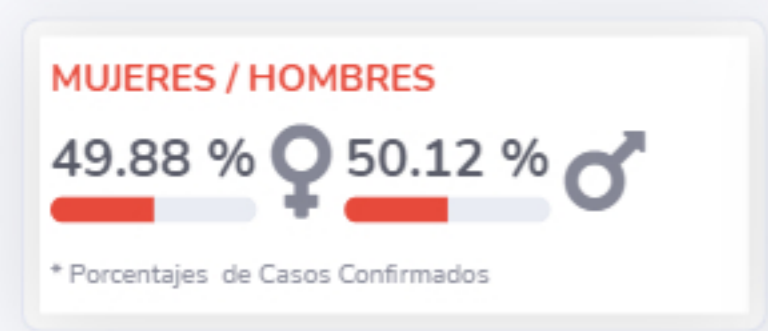 MUJERES / HOMBRES
49.88 % 50.12 %
* Porcentajes de Casos Confirmados